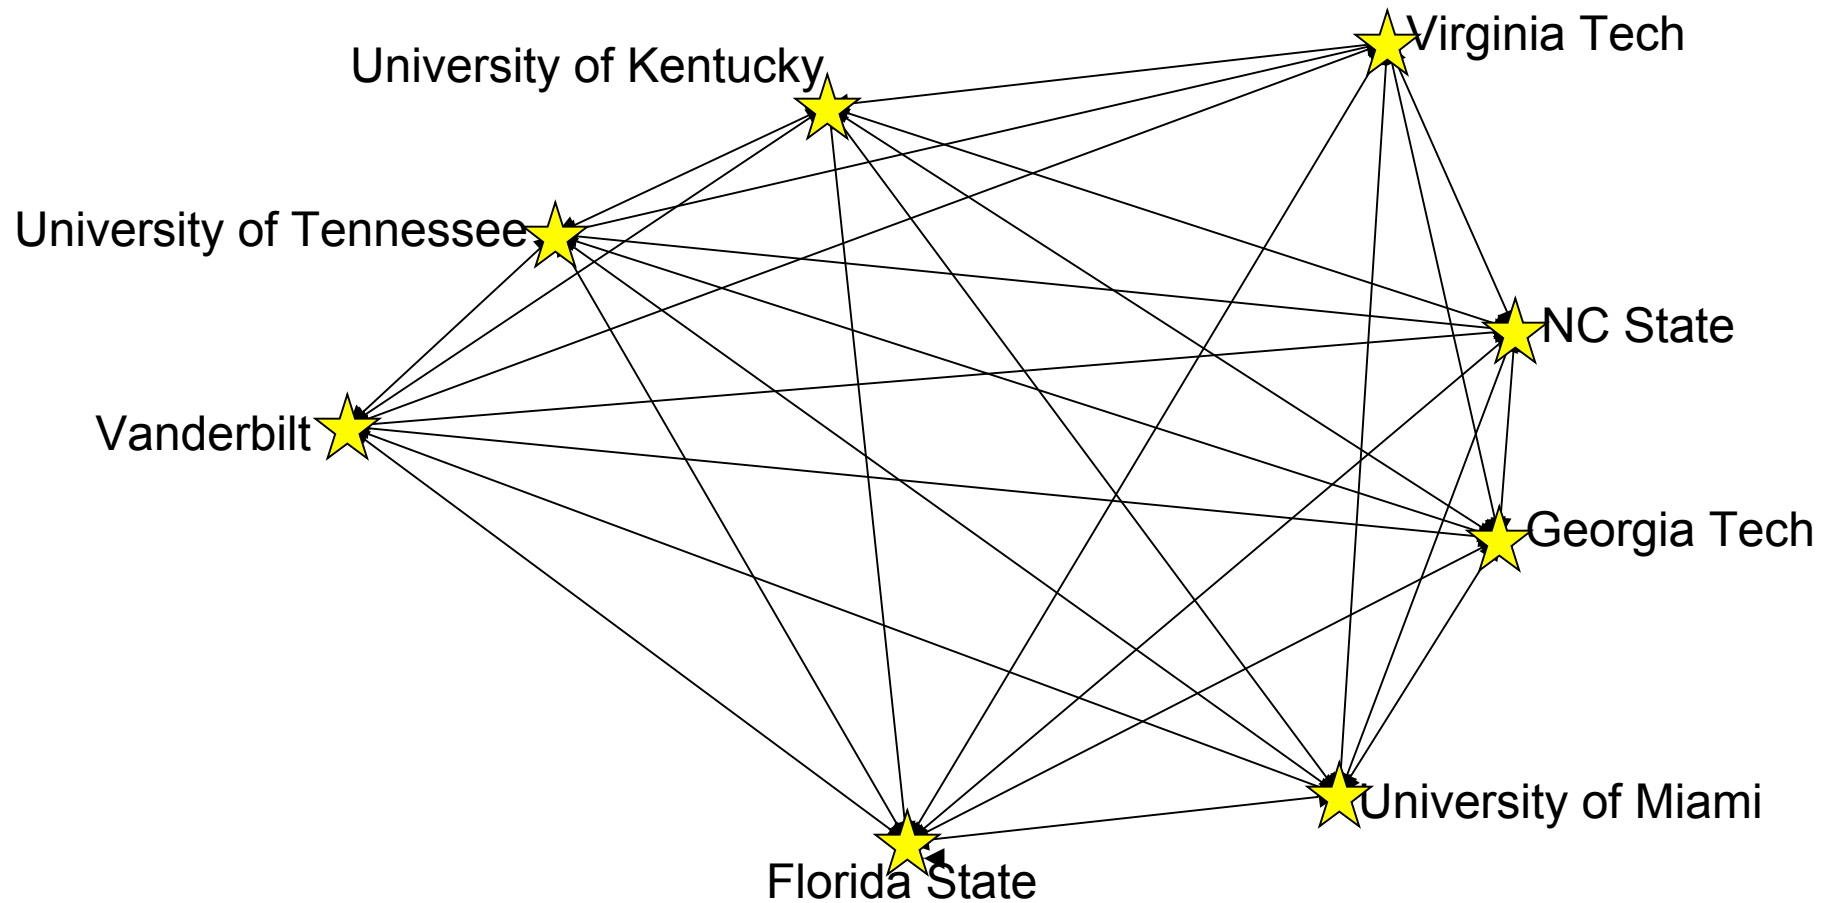 Virginia Tech
University of Kentucky
University of Tennessee
NC State
Vanderbilt
Georgia Tech
University of Miami
Florida State